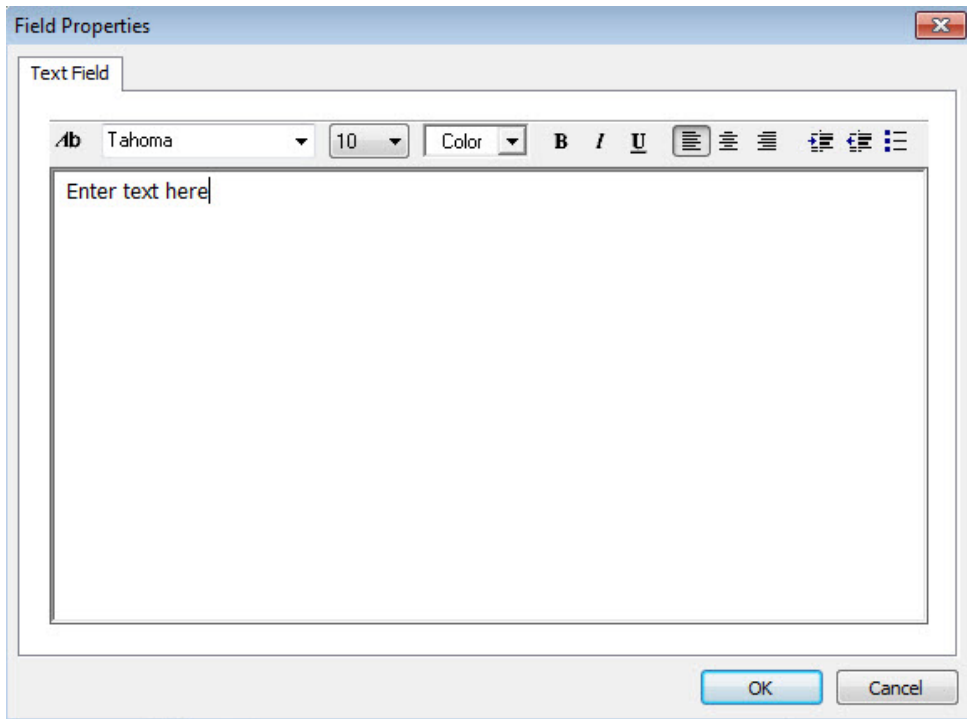 Field Properties
Text Field
Ab Tahoma 10 Color B I U
Enter text here
OK Cancel